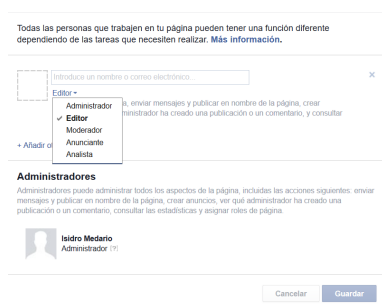 Todas las personas que trabajen en tu página pueden tener una función diferente
dependiendo de las tareas que necesiten realizar. Más información.
Introduce un nombre o correo electrónico...
×
Editor
a, enviar mensajes y publicar en nombre de la página, crear
ministrador ha creado una publicación o un comentario, y consultar
Administrador
✓ Editor
Moderador
Anunciante
Analista
+ Añadir ot
Administradores
Administradores puede administrar todos los aspectos de la página, incluidas las acciones siguientes: enviar
mensajes y publicar en nombre de la página, crear anuncios, ver qué administrador ha creado una
publicación o un comentario, consultar las estadísticas y asignar roles de página.
Isidro Medario
Administrador [?]
Cancelar
Guardar